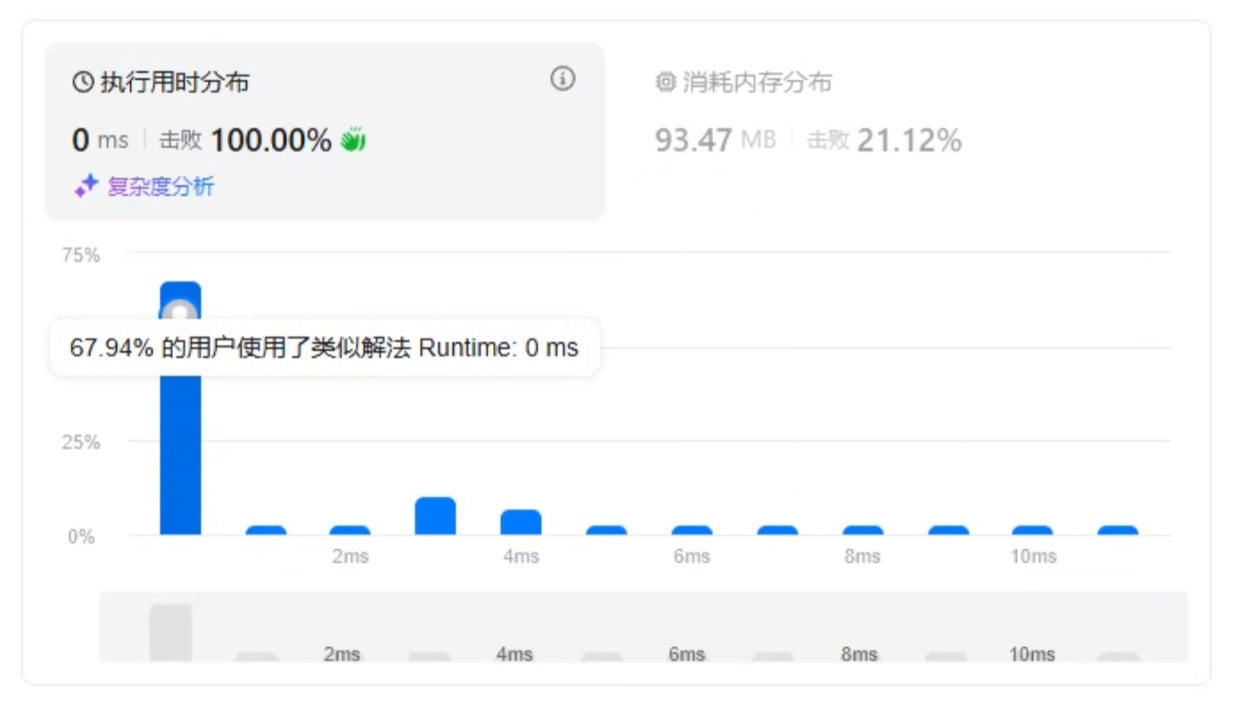 执行用时分布
0 ms 击败 100.00%
复杂度分析
消耗内存分布
93.47 MB 击败 21.12%
75%
67.94% 的用户使用了类似解法 Runtime: 0 ms
25%
0%
2ms 4ms 6ms 8ms 10ms
2ms 4ms 6ms 8ms 10ms